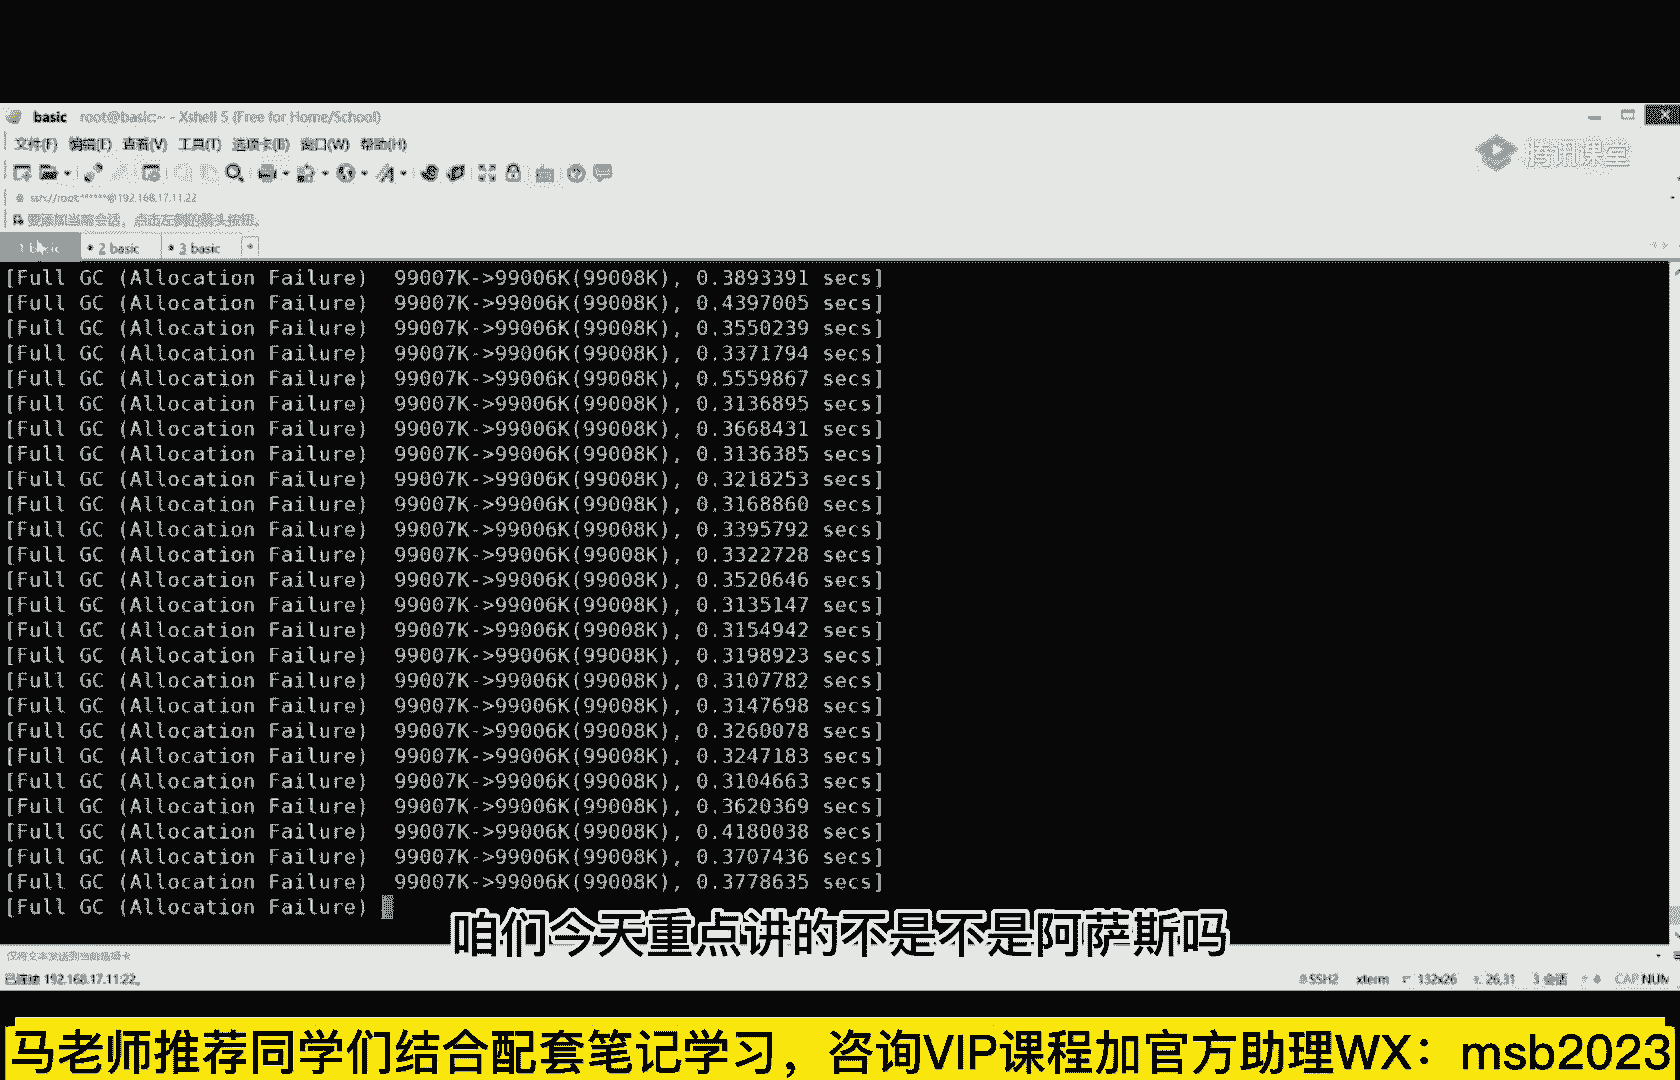 basic root@basic:~ - Xshell 5 (Free for Home/School)
文件(F) 编辑(E) 查看(V) 工具(T) 选项卡(B) 窗口(W) 帮助(H)
腾讯课堂
ssh://root:******@192.168.17.11:22
要添加当前会话，点击左侧的箭头按钮。
1 basic 2 basic 3 basic
[Full GC (Allocation Failure)  99007K->99006K(99008K), 0.3893391 secs]
[Full GC (Allocation Failure)  99007K->99006K(99008K), 0.4397005 secs]
[Full GC (Allocation Failure)  99007K->99006K(99008K), 0.3550239 secs]
[Full GC (Allocation Failure)  99007K->99006K(99008K), 0.3371794 secs]
[Full GC (Allocation Failure)  99007K->99006K(99008K), 0.5559867 secs]
[Full GC (Allocation Failure)  99007K->99006K(99008K), 0.3136895 secs]
[Full GC (Allocation Failure)  99007K->99006K(99008K), 0.3668431 secs]
[Full GC (Allocation Failure)  99007K->99006K(99008K), 0.3136385 secs]
[Full GC (Allocation Failure)  99007K->99006K(99008K), 0.3218253 secs]
[Full GC (Allocation Failure)  99007K->99006K(99008K), 0.3168860 secs]
[Full GC (Allocation Failure)  99007K->99006K(99008K), 0.3395792 secs]
[Full GC (Allocation Failure)  99007K->99006K(99008K), 0.3322728 secs]
[Full GC (Allocation Failure)  99007K->99006K(99008K), 0.3520646 secs]
[Full GC (Allocation Failure)  99007K->99006K(99008K), 0.3135147 secs]
[Full GC (Allocation Failure)  99007K->99006K(99008K), 0.3154942 secs]
[Full GC (Allocation Failure)  99007K->99006K(99008K), 0.3198923 secs]
[Full GC (Allocation Failure)  99007K->99006K(99008K), 0.3107782 secs]
[Full GC (Allocation Failure)  99007K->99006K(99008K), 0.3147698 secs]
[Full GC (Allocation Failure)  99007K->99006K(99008K), 0.3260078 secs]
[Full GC (Allocation Failure)  99007K->99006K(99008K), 0.3247183 secs]
[Full GC (Allocation Failure)  99007K->99006K(99008K), 0.3104663 secs]
[Full GC (Allocation Failure)  99007K->99006K(99008K), 0.3620369 secs]
[Full GC (Allocation Failure)  99007K->99006K(99008K), 0.4180038 secs]
[Full GC (Allocation Failure)  99007K->99006K(99008K), 0.3707436 secs]
[Full GC (Allocation Failure)  99007K->99006K(99008K), 0.3778635 secs]
[Full GC (Allocation Failure)
咱们今天重点讲的不是不是阿萨斯吗
仅将文本发送到当前选项卡
已连接 192.168.17.11:22。 SSH2 xterm 132x26 26,31 3 会话 CAP NUM
马老师推荐同学们结合配套笔记学习，咨询VIP课程加官方助理WX：msb2023